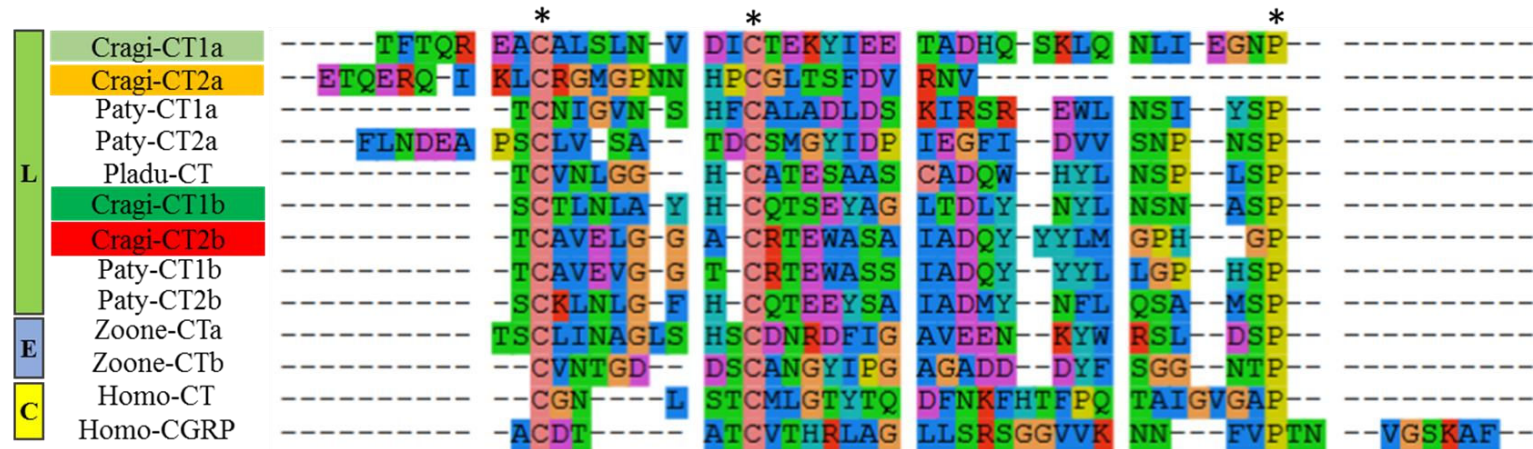 * * *
Cragi-CT1a -----TFTQR EACALSLN-V DICTEKYIEE TADHQ-SKLQ NLI-EGNP-- ----------
Cragi-CT2a --ETQERQ-I KLCRGMGPNN HPCGLTSFDV RNV------- ---------- ----------
Paty-CT1a ---------- -TCNIGVN-S HFCALADLDS KIRSR--EWL NSI--YSP-- ----------
Paty-CT2a ----FLNDEA PSCLV-SA-- TDCSMGYIDP IEGFI--DVV SNP--NSP-- ----------
L Pladu-CT ---------- -TCVNLGG-- H-CATESAAS CADQW--HYL NSP--LSP-- ----------
Cragi-CT1b ---------- -SCTLNLA-Y H-CQTSEYAG LTDLY--NYL NSN--ASP-- ----------
Cragi-CT2b ---------- -TCAVELG-G A-CRTEWASA IADQY-YYLM GPH---GP-- ----------
Paty-CT1b ---------- -TCAVEVG-G T-CRTEWASS IADQY--YYL LGP--HSP-- ----------
Paty-CT2b ---------- -SCKLNLG-F H-CQTEEYSA IADMY--NFL QSA--MSP-- ----------
E Zoone-CTa ---------- TSCLINAGLS HSCDNRDFIG AVEEN--KYW RSL--DSP-- ----------
Zoone-CTb ---------- --CVNTGD-- DSCANGYIPG AGADD--DYF SGG--NTP-- ----------
C Homo-CT ---------- --CGN----L STCMLGTYTQ DFNKFHTFPQ TAIGVGAP-- ----------
Homo-CGRP ---------- -ACDT----- ATCVTHRLAG LLSRSGGVVK NN---FVPTN --VGSKAF--